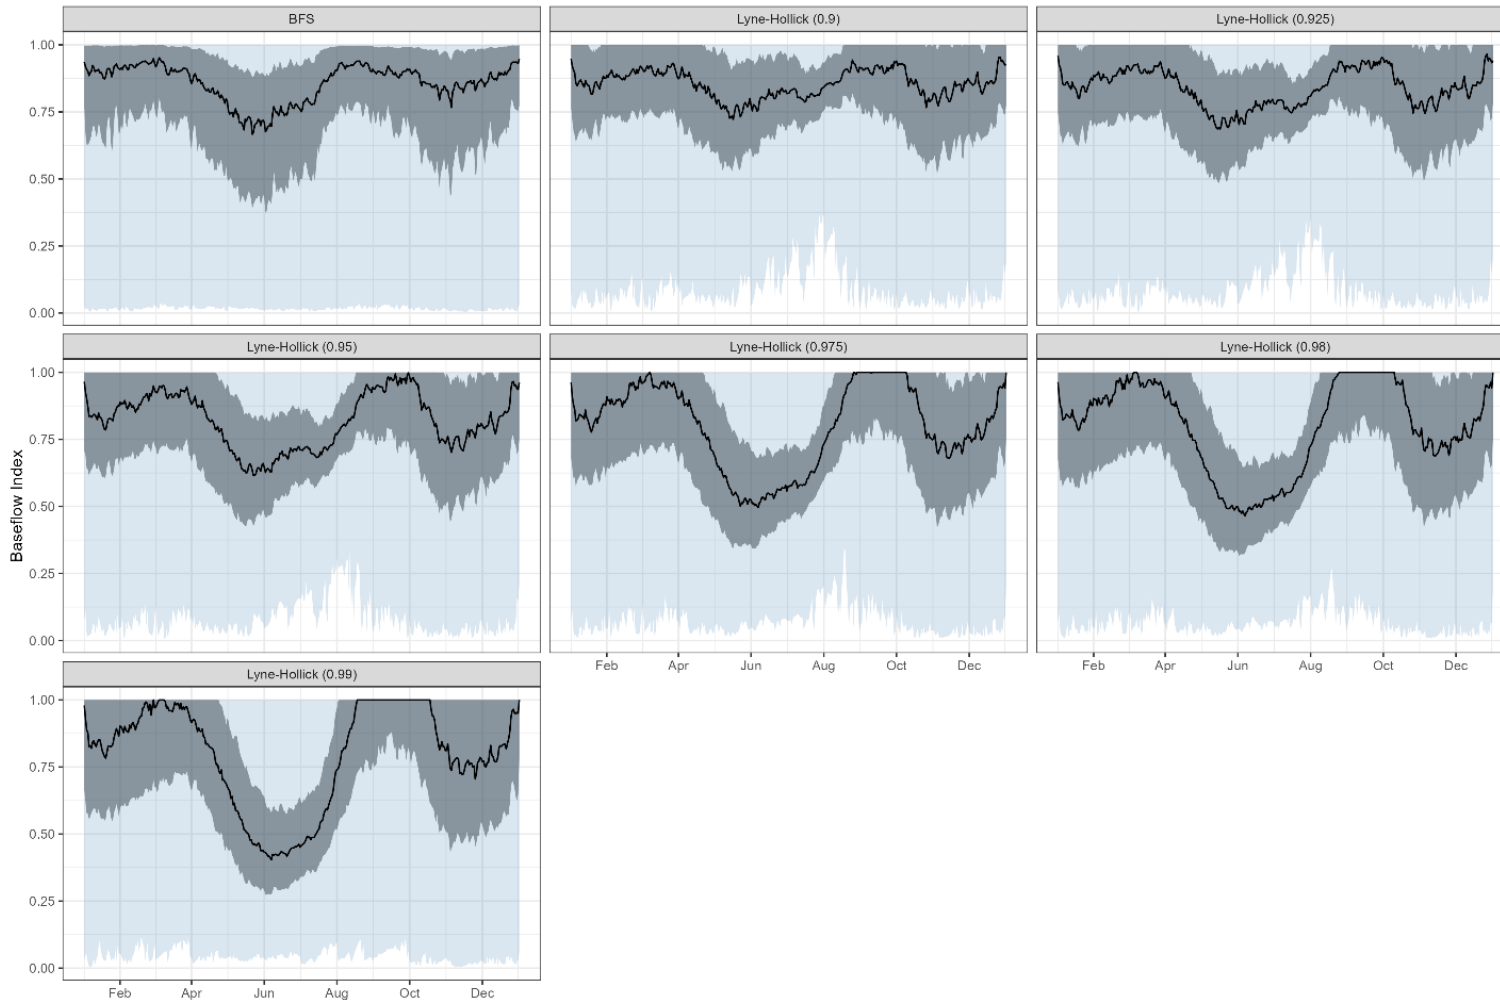 BFS
Lyne-Hollick (0.9)
Lyne-Hollick (0.925)
1.00
0.75
0.50
0.25
0.00
Lyne-Hollick (0.95)
Lyne-Hollick (0.975)
Lyne-Hollick (0.98)
1.00
0.75
0.50
0.25
0.00
Baseflow Index
Feb Apr Jun Aug Oct Dec
Feb Apr Jun Aug Oct Dec
Lyne-Hollick (0.99)
1.00
0.75
0.50
0.25
0.00
Feb Apr Jun Aug Oct Dec